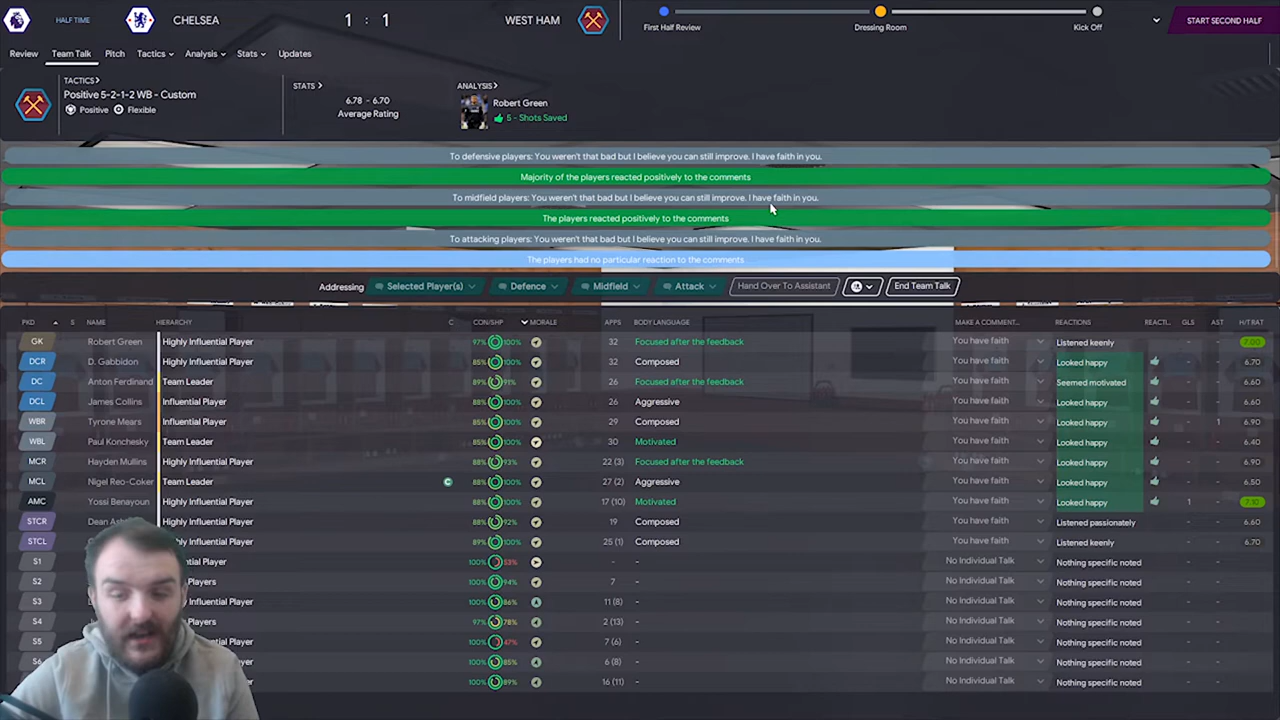 HALF TIME CHELSEA 1 : 1 WEST HAM
First Half Review Dressing Room Kick Off
START SECOND HALF
Review Team Talk Pitch Tactics Analysis Stats Updates
TACTICS
Positive 5-2-1-2 WB - Custom
Positive Flexible
STATS
6.78 - 6.70
Average Rating
ANALYSIS
Robert Green
5 - Shots Saved
To defensive players: You weren't that bad but I believe you can still improve. I have faith in you.
Majority of the players reacted positively to the comments
To midfield players: You weren't that bad but I believe you can still improve. I have faith in you.
The players reacted positively to the comments
To attacking players: You weren't that bad but I believe you can still improve. I have faith in you.
The players had no particular reaction to the comments
Addressing Selected Player(s) Defence Midfield Attack Hand Over To Assistant End Team Talk
PKD S NAME HIERARCHY C CON/SHP MORALE APPS BODY LANGUAGE MAKE A COMMENT... REACTIONS REACTI... GLS AST H/T RAT
GK Robert Green Highly Influential Player 97% 100% 32 Focused after the feedback You have faith Listened keenly - - 7.00
DCR D. Gabbidon Highly Influential Player 85% 100% 32 Composed You have faith Looked happy - - 6.70
DC Anton Ferdinand Team Leader 89% 91% 26 Focused after the feedback You have faith Seemed motivated - - 6.60
DCL James Collins Influential Player 88% 100% 26 Aggressive You have faith Looked happy - - 6.60
WBR Tyrone Mears Influential Player 85% 100% 29 Composed You have faith Looked happy - 1 6.90
WBL Paul Konchesky Team Leader 85% 100% 30 Motivated You have faith Looked happy - - 6.40
MCR Hayden Mullins Highly Influential Player 88% 93% 22 (3) Focused after the feedback You have faith Looked happy - - 6.90
MCL Nigel Reo-Coker Team Leader C 88% 100% 27 (2) Aggressive You have faith Looked happy - - 6.50
AMC Yossi Benayoun Highly Influential Player 88% 100% 17 (10) Motivated You have faith Looked happy 1 - 7.10
STCR Dean Highly Influential Player 88% 92% 19 Composed You have faith Listened passionately - - 6.60
STCL Highly Influential Player 89% 100% 25 (1) Composed You have faith Listened keenly - - 6.70
S1 Player 100% 53% - - No Individual Talk Nothing specific noted - - -
S2 Players 100% 94% 7 - No Individual Talk Nothing specific noted - - -
S3 Player 100% 86% 11 (8) - No Individual Talk Nothing specific noted - - -
S4 Players 97% 78% 2 (13) - No Individual Talk Nothing specific noted - - -
S5 Player 100% 47% 7 (6) - No Individual Talk Nothing specific noted - - -
S6 Player 100% 85% 6 (8) - No Individual Talk Nothing specific noted - - -
Player 100% 89% 16 (11) - No Individual Talk Nothing specific noted - - -